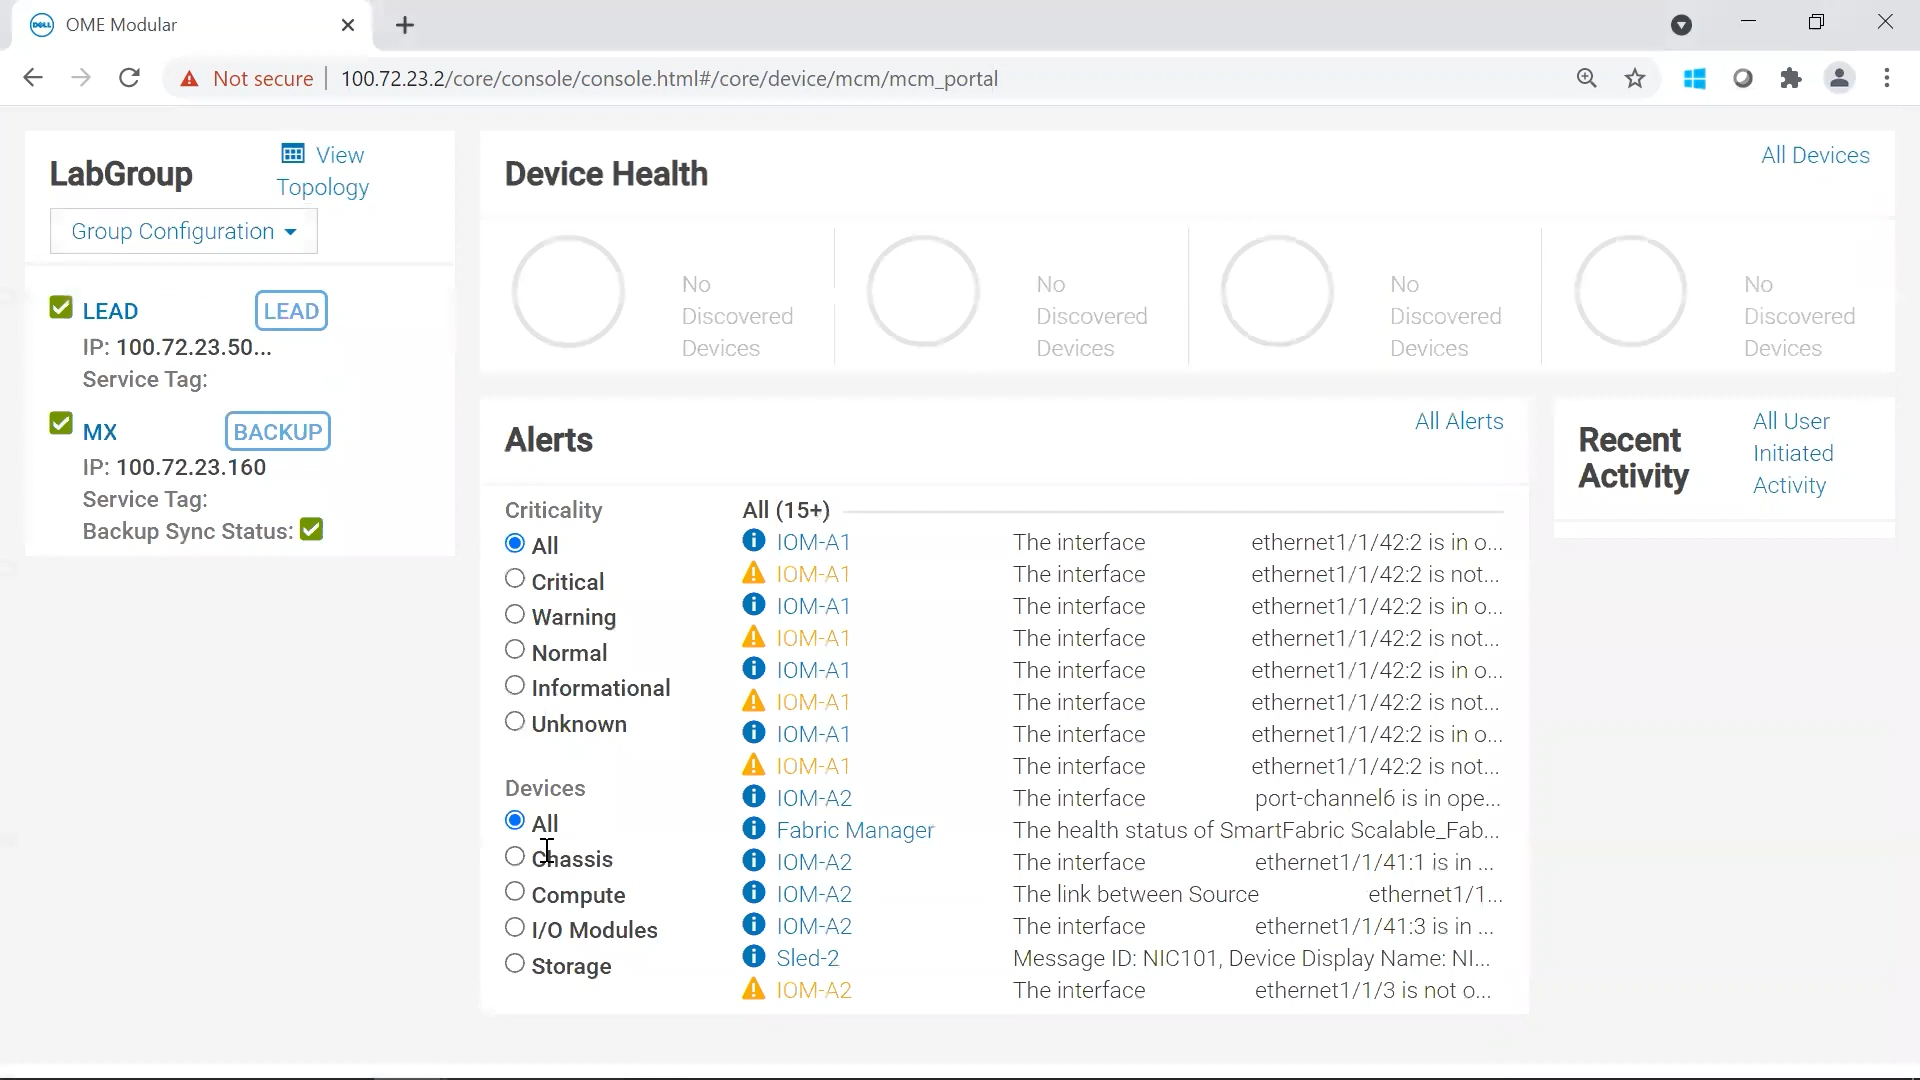 OME Modular
Not secure
100.72.23.2/core/console/console.html#/core/device/mcm/mcm_portal
LabGroup
View
Topology
Group Configuration
LEAD LEAD
IP: 100.72.23.50...
Service Tag:
MX BACKUP
IP: 100.72.23.160
Service Tag:
Backup Sync Status:
Device Health
All Devices
No
Discovered
Devices
No
Discovered
Devices
No
Discovered
Devices
No
Discovered
Devices
Alerts
All Alerts
Criticality
All
Critical
Warning
Normal
Informational
Unknown
Devices
All
Chassis
Compute
I/O Modules
Storage
All (15+)
IOM-A1 The interface ethernet1/1/42:2 is in o...
IOM-A1 The interface ethernet1/1/42:2 is not...
IOM-A1 The interface ethernet1/1/42:2 is in o...
IOM-A1 The interface ethernet1/1/42:2 is not...
IOM-A1 The interface ethernet1/1/42:2 is in o...
IOM-A1 The interface ethernet1/1/42:2 is not...
IOM-A1 The interface ethernet1/1/42:2 is in o...
IOM-A1 The interface ethernet1/1/42:2 is not...
IOM-A2 The interface port-channel6 is in ope...
Fabric Manager The health status of SmartFabric Scalable_Fab...
IOM-A2 The interface ethernet1/1/41:1 is in ...
IOM-A2 The link between Source ethernet1/1...
IOM-A2 The interface ethernet1/1/41:3 is in ...
Sled-2 Message ID: NIC101, Device Display Name: NI...
IOM-A2 The interface ethernet1/1/3 is not o...
Recent
Activity
All User
Initiated
Activity